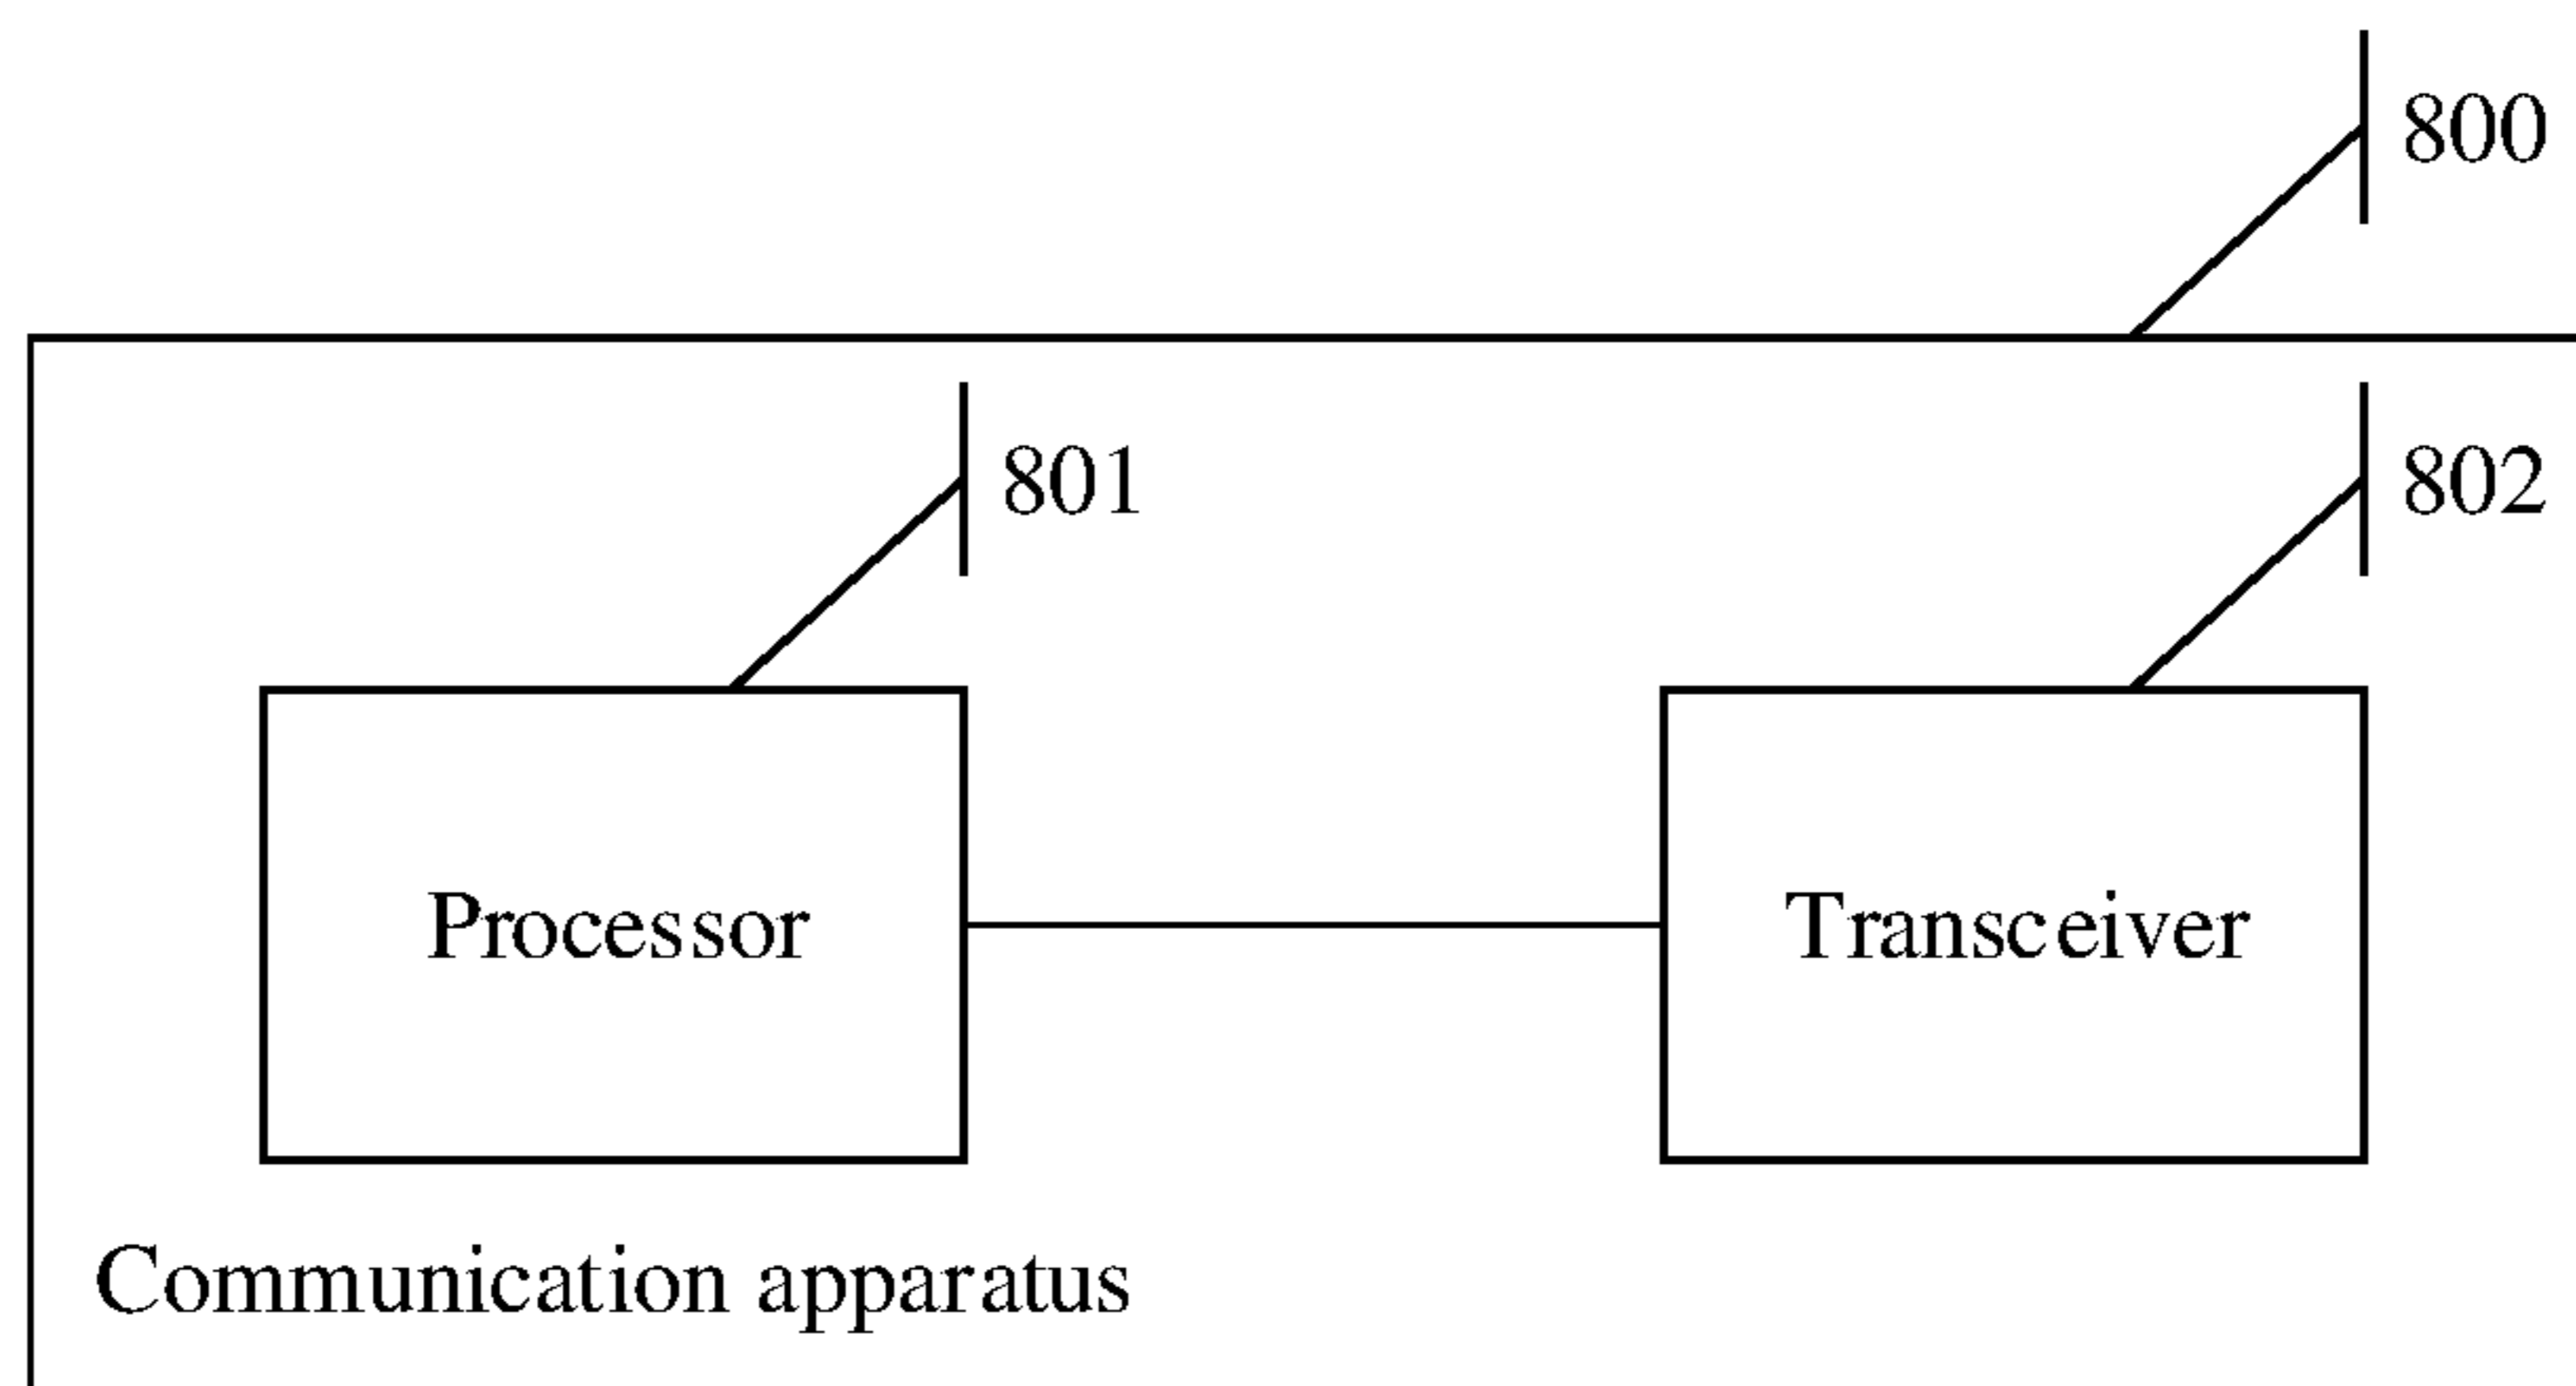 800
801
802
Processor
Transceiver
Communication apparatus